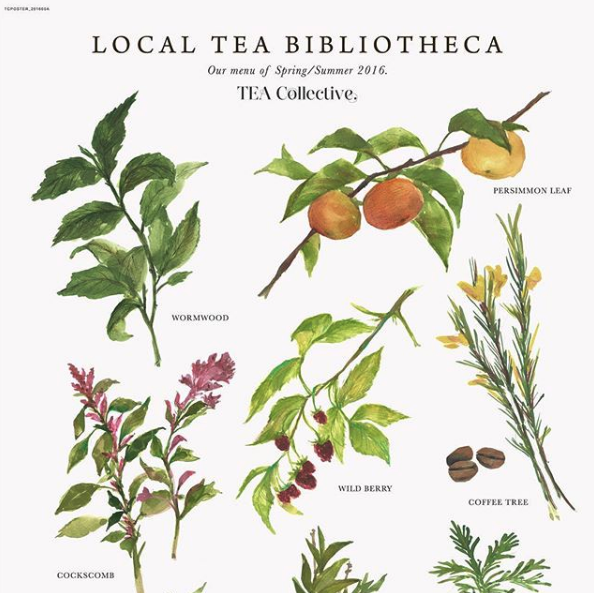 TCPOSTER_2016SS
LOCAL TEA BIBLIOTHECA
Our menu of Spring/Summer 2016.
TEA Collective.
PERSIMMON LEAF
WORMWOOD
WILD BERRY
COFFEE TREE
COCKSCOMB